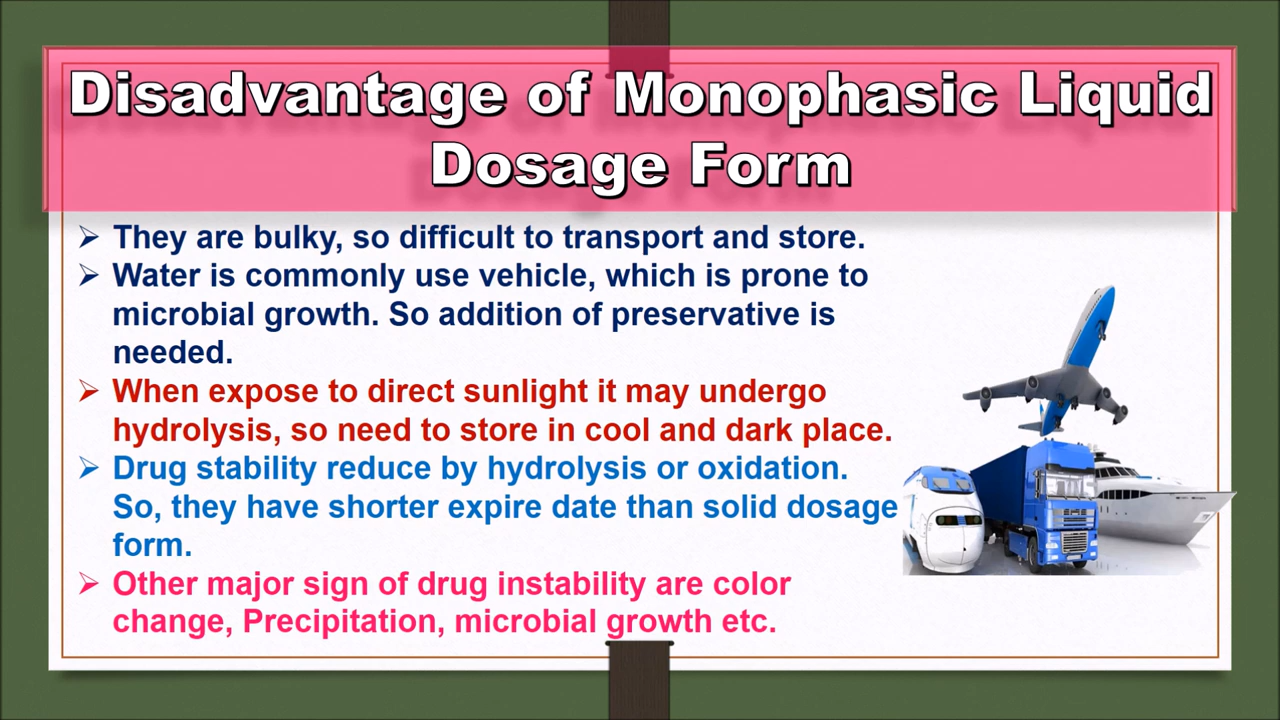 Disadvantage of Monophasic Liquid
Dosage Form
➢ They are bulky, so difficult to transport and store.
➢ Water is commonly use vehicle, which is prone to
microbial growth. So addition of preservative is
needed.
➢ When expose to direct sunlight it may undergo
hydrolysis, so need to store in cool and dark place.
➢ Drug stability reduce by hydrolysis or oxidation.
So, they have shorter expire date than solid dosage
form.
➢ Other major sign of drug instability are color
change, Precipitation, microbial growth etc.